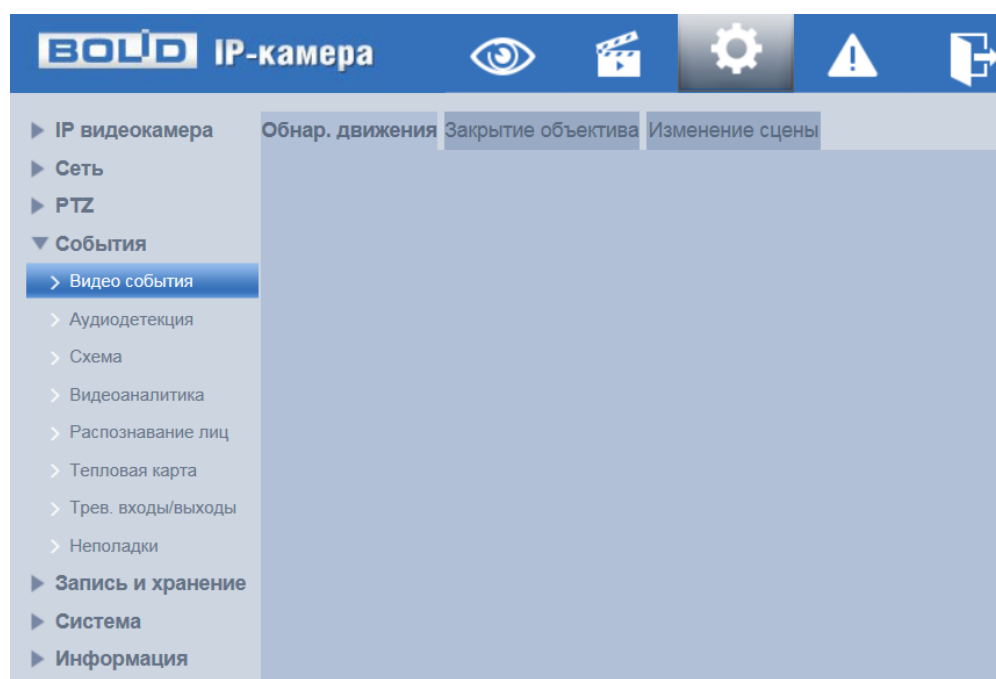 BOLID IP-камера
IP видеокамера
Сеть
PTZ
События
Видео события
Аудиодетекция
Схема
Видеоаналитика
Распознавание лиц
Тепловая карта
Трев. входы/выходы
Неполадки
Запись и хранение
Система
Информация
Обнар. движения Закрытие объектива Изменение сцены